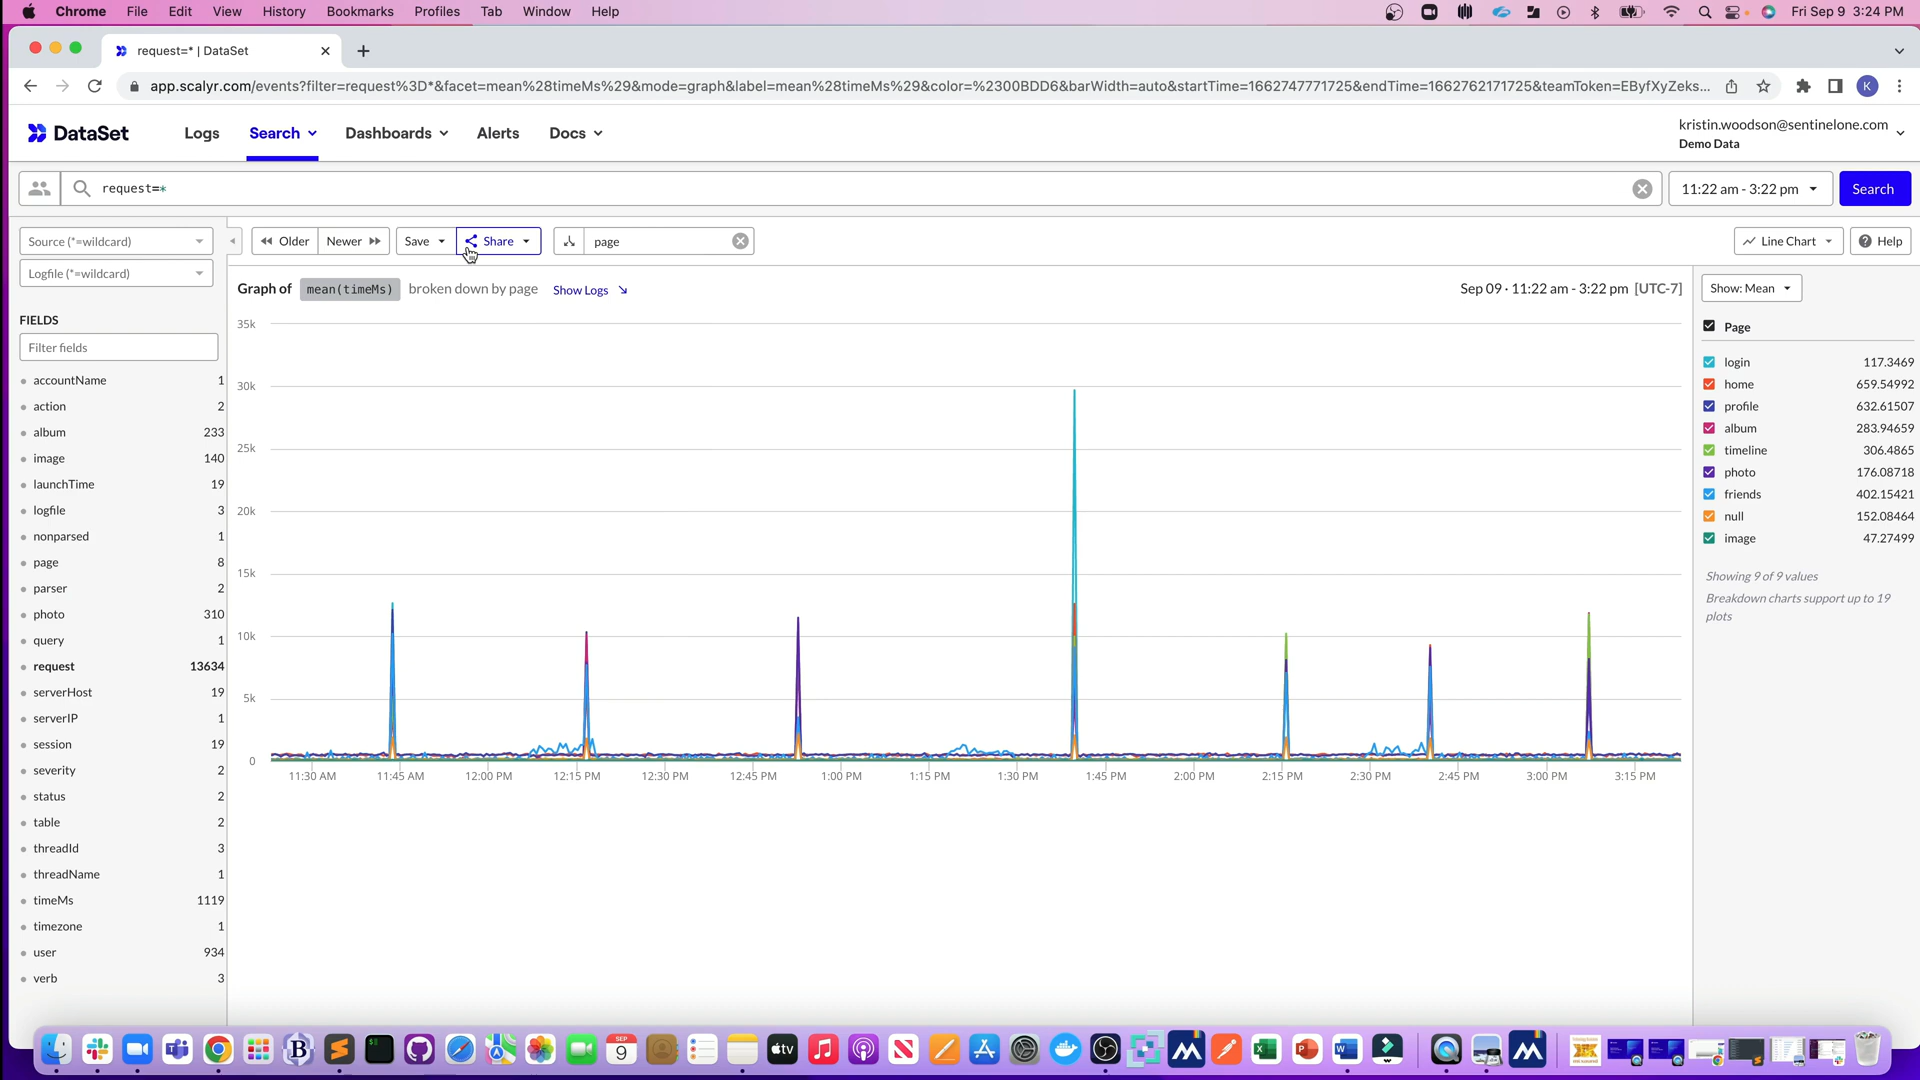 Chrome File Edit View History Bookmarks Profiles Tab Window Help Fri Sep 9 3:24 PM
request=* | DataSet
app.scalyr.com/events?filter=request%3D*&facet=mean%28timeMs%29&mode=graph&label=mean%28timeMs%29&color=%2300BDD6&barWidth=auto&startTime=1662747771725&endTime=1662762171725&teamToken=EByfXyZeks... K
DataSet Logs Search Dashboards Alerts Docs
kristin.woodson@sentinelone.com
Demo Data
request=* 11:22 am - 3:22 pm Search
Source (*=wildcard) Older Newer Save Share page Line Chart Help
Logfile (*=wildcard)
Graph of mean(timeMs) broken down by page Show Logs Sep 09 · 11:22 am - 3:22 pm [UTC-7] Show: Mean
FIELDS
Filter fields
accountName 1
action 2
album 233
image 140
launchTime 19
logfile 3
nonparsed 1
page 8
parser 2
photo 310
query 1
request 13634
serverHost 19
serverIP 1
session 19
severity 2
status 2
table 2
threadId 3
threadName 1
timeMs 1119
timezone 1
user 934
verb 3
35k
30k
25k
20k
15k
10k
5k
0
11:30 AM 11:45 AM 12:00 PM 12:15 PM 12:30 PM 12:45 PM 1:00 PM 1:15 PM 1:30 PM 1:45 PM 2:00 PM 2:15 PM 2:30 PM 2:45 PM 3:00 PM 3:15 PM
Page
login 117.3469
home 659.54992
profile 632.61507
album 283.94659
timeline 306.4865
photo 176.08718
friends 402.15421
null 152.08464
image 47.27499
Showing 9 of 9 values
Breakdown charts support up to 19
plots
B $ SEP 9 tv X P W